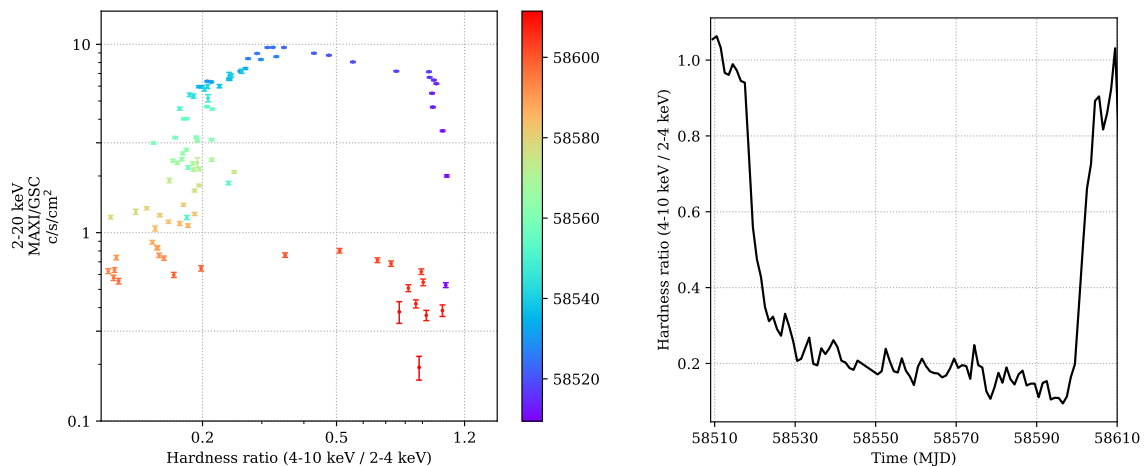 10
1
0.1
2-20 keV
MAXI/GSC
c/s/cm²
0.2 0.5 1.2
Hardness ratio (4-10 keV / 2-4 keV)
58600
58580
58560
58540
58520
1.0
0.8
0.6
0.4
0.2
Hardness ratio (4-10 keV / 2-4 keV)
58510 58530 58550 58570 58590 58610
Time (MJD)